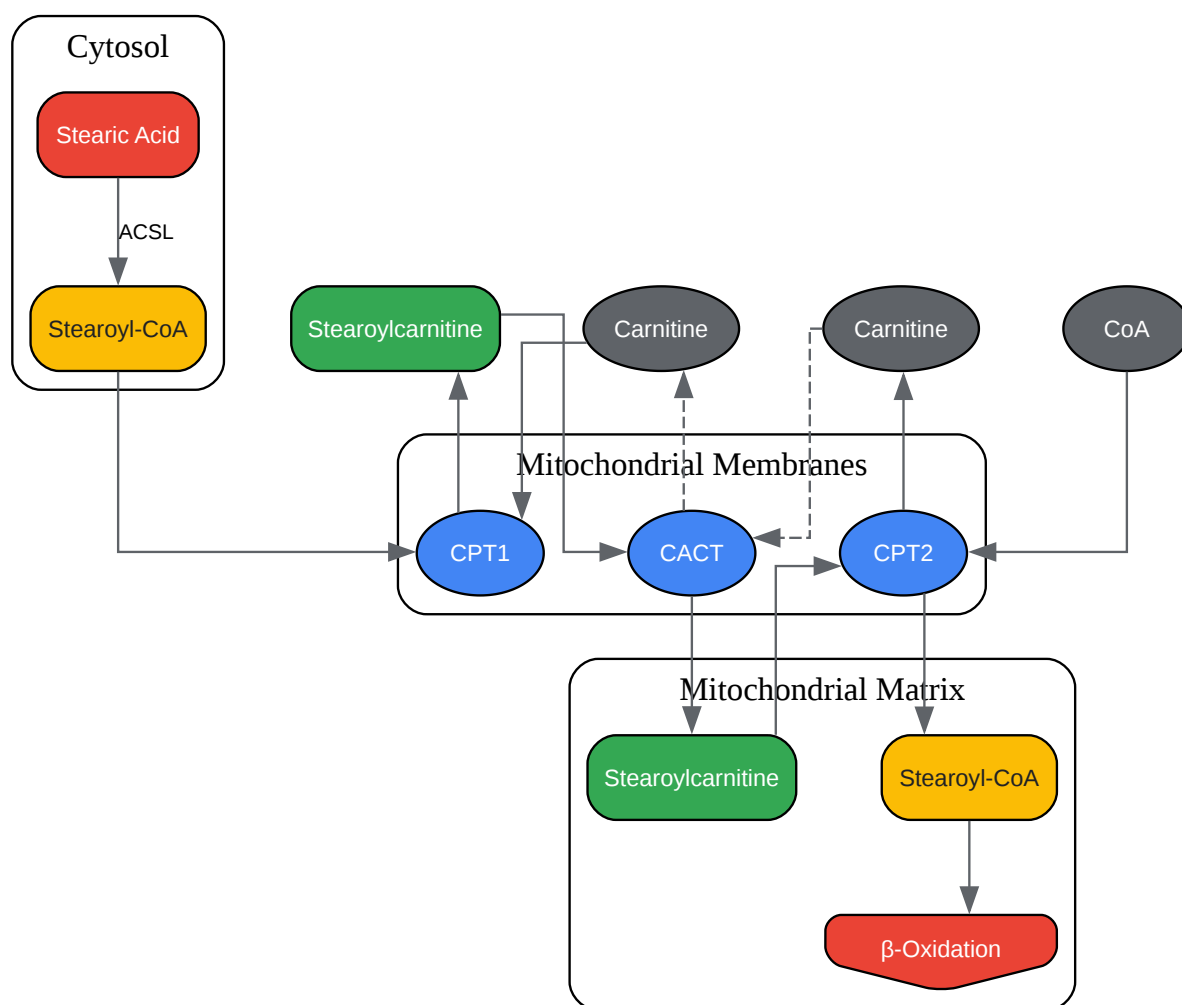 Cytosol
Stearic Acid
ACSL
Stearoyl-CoA
Stearoylcarnitine
Carnitine
Carnitine
CoA
Mitochondrial Membranes
CPT1
CACT
CPT2
Mitochondrial Matrix
Stearoylcarnitine
Stearoyl-CoA
β-Oxidation